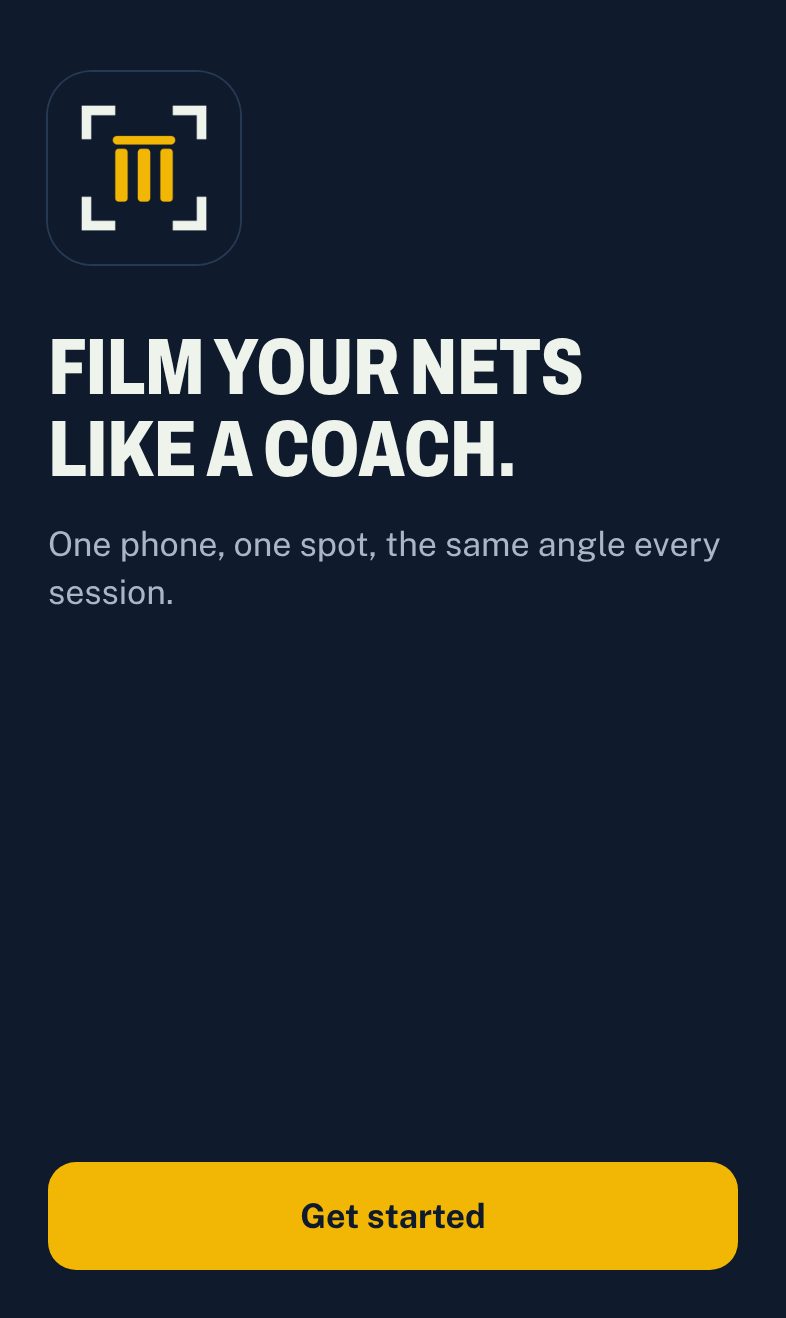 FILM YOUR NETS
LIKE A COACH.
One phone, one spot, the same angle every
session.
Get started